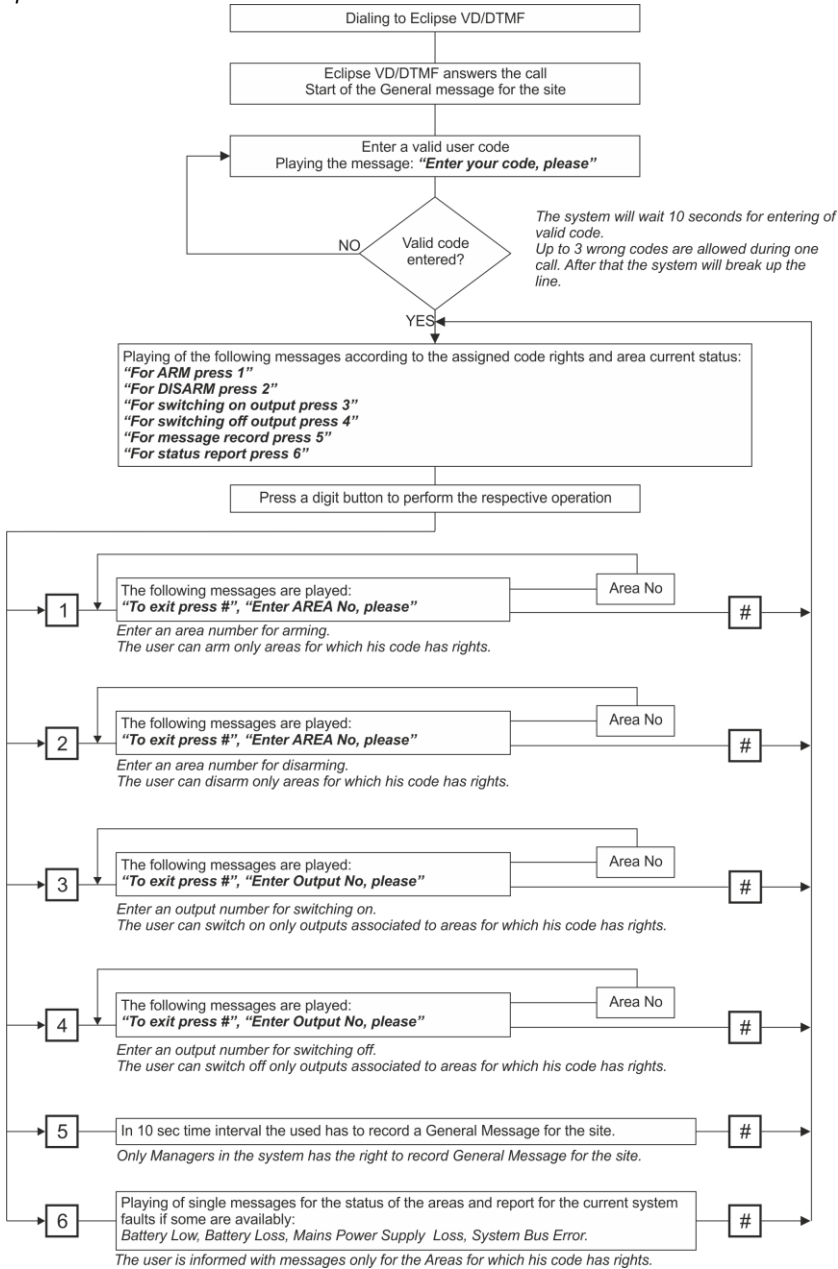 Dialing to Eclipse VD/DTMF
Eclipse VD/DTMF answers the call
Start of the General message for the site
Enter a valid user code
Playing the message: “Enter your code, please”
Valid code
entered?
NO
The system will wait 10 seconds for entering of
valid code.
Up to 3 wrong codes are allowed during one
call. After that the system will break up the
line.
YES
Playing of the following messages according to the assigned code rights and area current status:
“For ARM press 1”
“For DISARM press 2”
“For switching on output press 3”
“For switching off output press 4”
“For message record press 5”
“For status report press 6”
Press a digit button to perform the respective operation
1
The following messages are played:
“To exit press #”, “Enter AREA No, please”
Area No
#
Enter an area number for arming.
The user can arm only areas for which his code has rights.
2
The following messages are played:
“To exit press #”, “Enter AREA No, please”
Area No
#
Enter an area number for disarming.
The user can disarm only areas for which his code has rights.
3
The following messages are played:
“To exit press #”, “Enter Output No, please”
Area No
#
Enter an output number for switching on.
The user can switch on only outputs associated to areas for which his code has rights.
4
The following messages are played:
“To exit press #”, “Enter Output No, please”
Area No
#
Enter an output number for switching off.
The user can switch off only outputs associated to areas for which his code has rights.
5
In 10 sec time interval the used has to record a General Message for the site.
#
Only Managers in the system has the right to record General Message for the site.
6
Playing of single messages for the status of the areas and report for the current system
faults if some are availably:
Battery Low, Battery Loss, Mains Power Supply Loss, System Bus Error.
#
The user is informed with messages only for the Areas for which his code has rights.